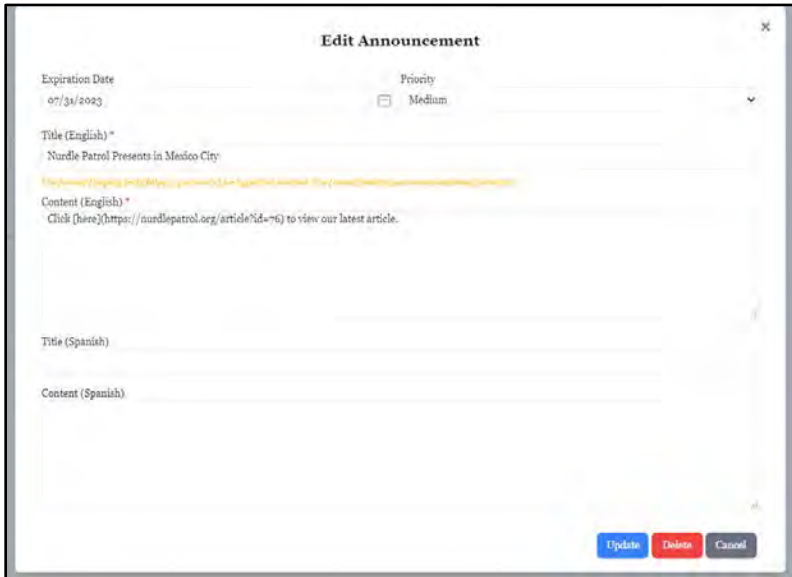 Edit Announcement
×
Expiration Date
Priority
07/31/2023
Medium
Title (English) *
Nurdle Patrol Presents in Mexico City
Content (English) *
Click [here](https://nurdlepatrol.org/article?id=76) to view our latest article.
Title (Spanish)
Content (Spanish)
Update
Delete
Cancel